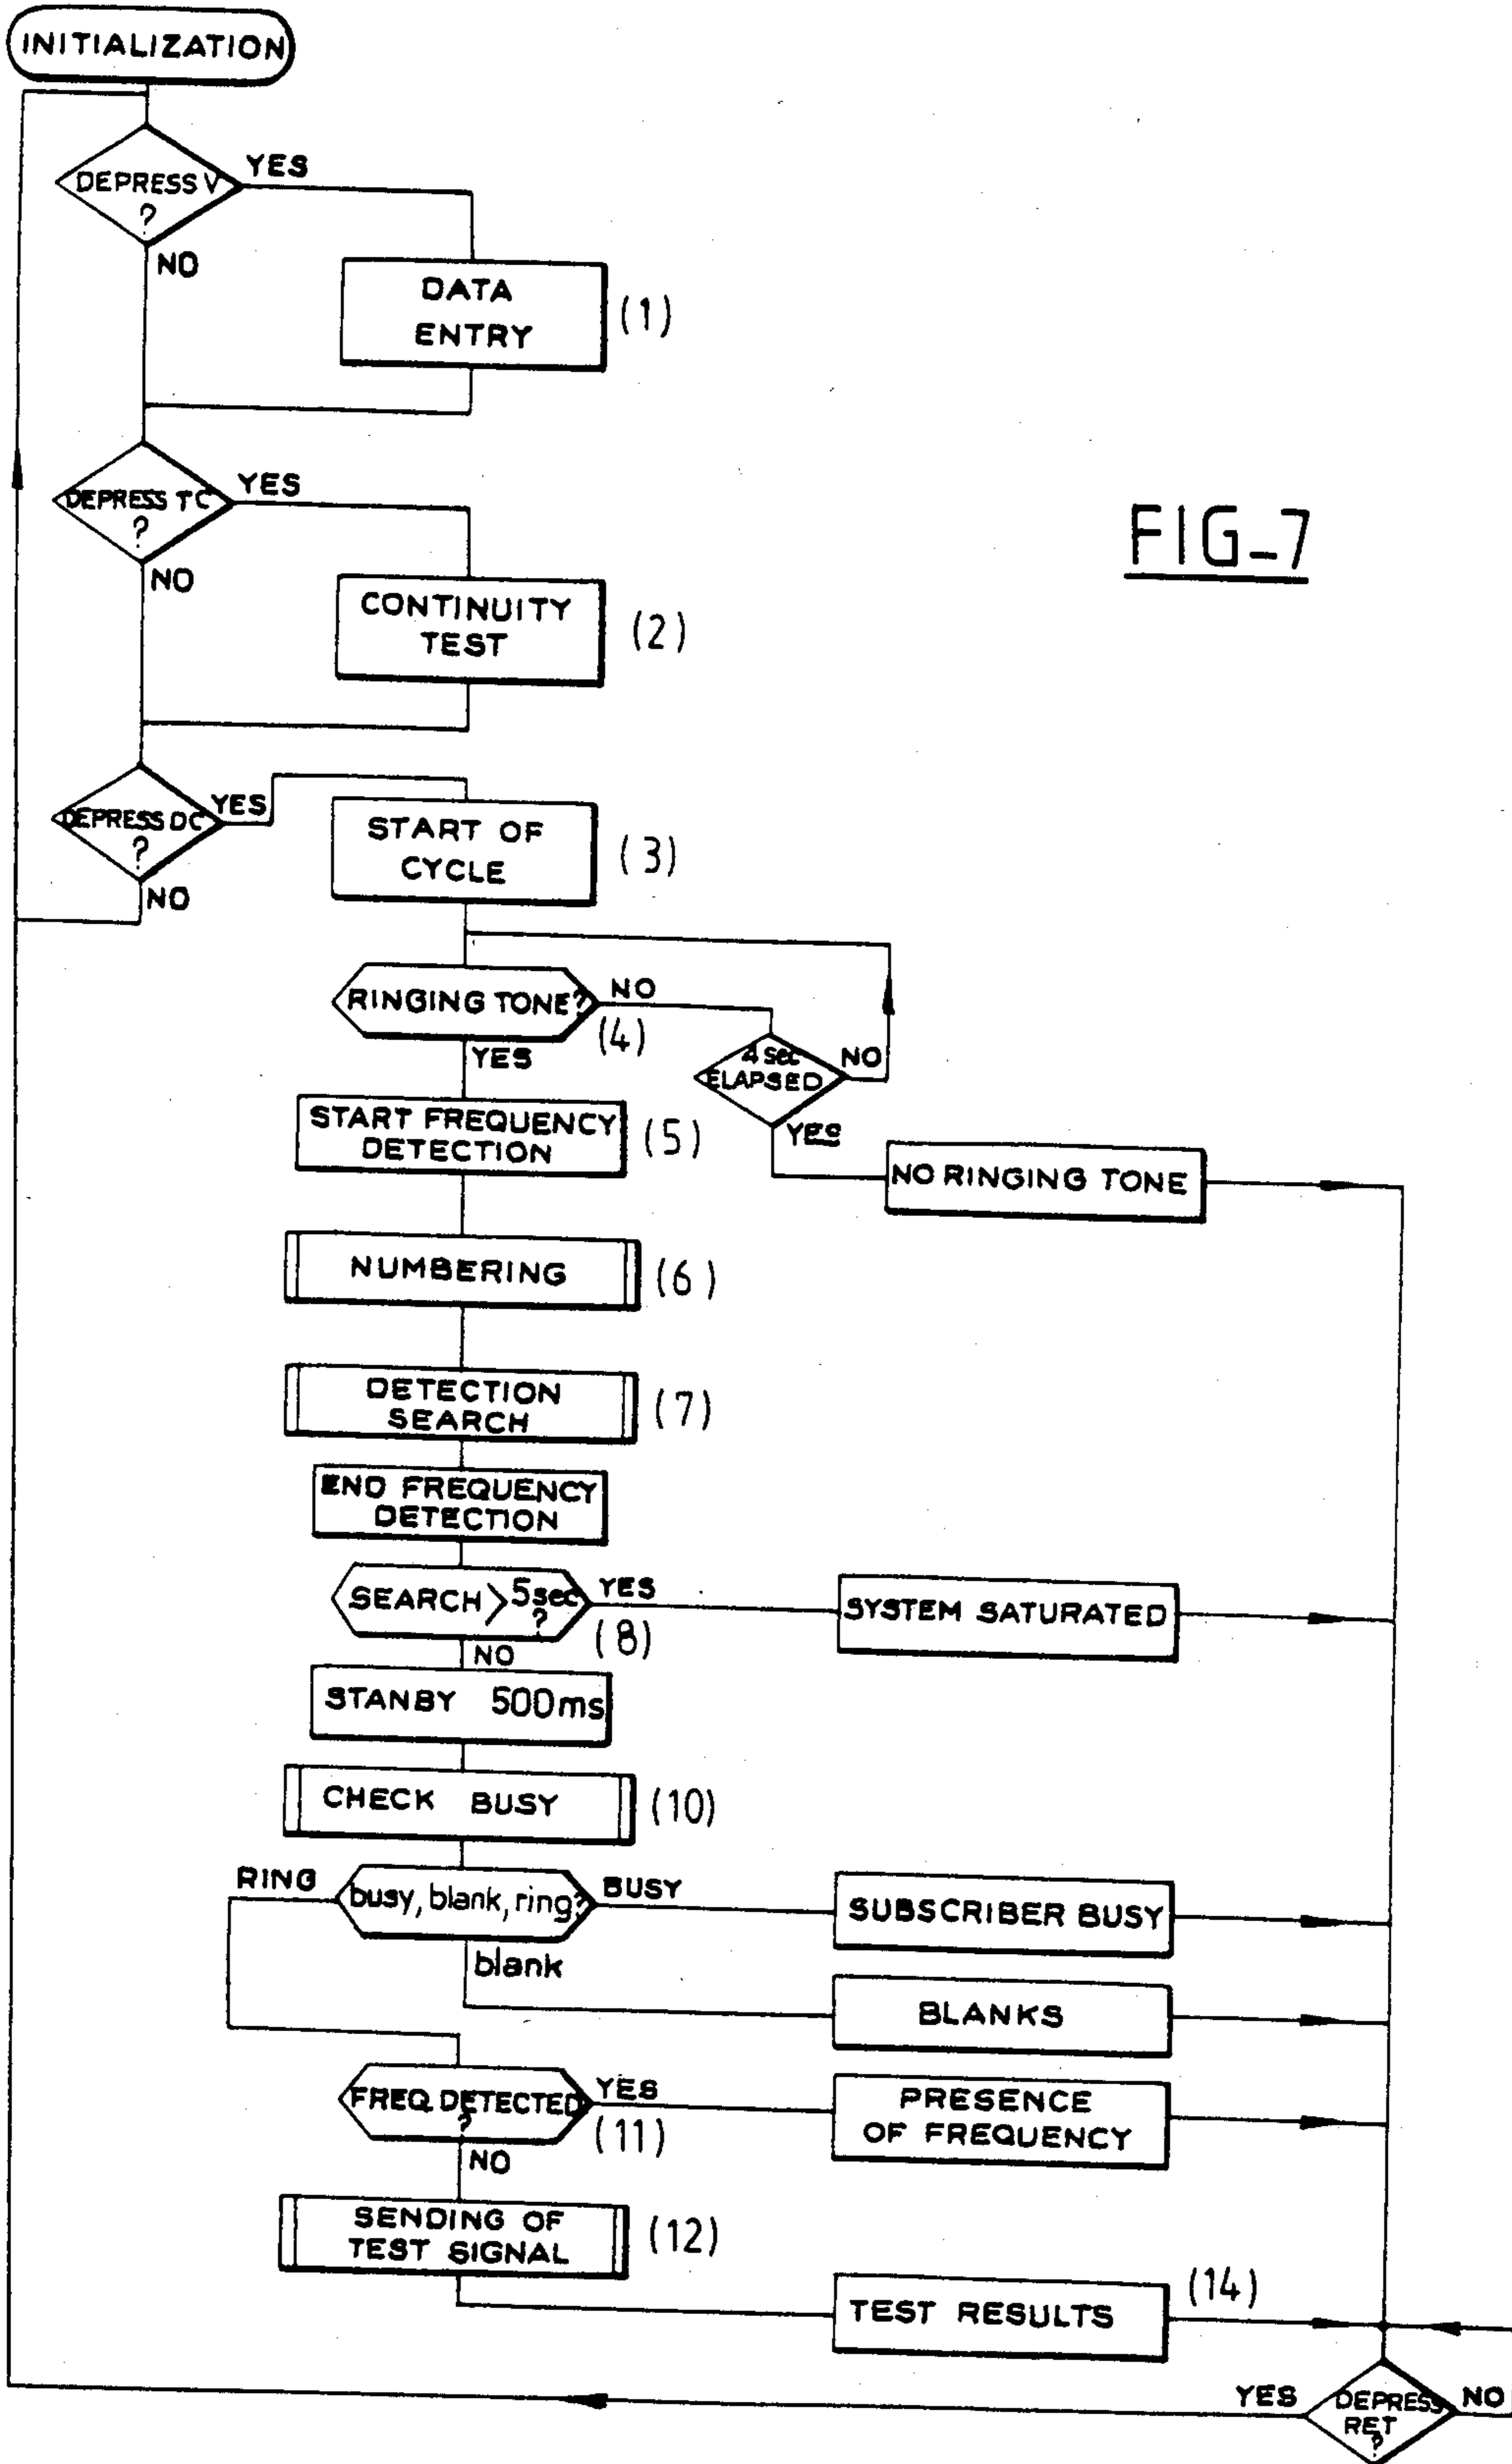 INITIALIZATION
DEPRESS V
?
YES
NO
DATA
ENTRY
(1)
DEPRESS TC
?
YES
NO
CONTINUITY
TEST
(2)
FIG-7
DEPRESS DC
?
YES
NO
START OF
CYCLE
(3)
RINGING TONE?
NO
(4)
YES
4 sec
ELAPSED
NO
YES
START FREQUENCY
DETECTION
(5)
NO RINGING TONE
NUMBERING
(6)
DETECTION
SEARCH
(7)
END FREQUENCY
DETECTION
SEARCH > 5sec
?
YES
(8)
NO
SYSTEM SATURATED
STANBY 500ms
CHECK BUSY
(10)
RING
busy, blank, ring?
BUSY
SUBSCRIBER BUSY
blank
BLANKS
FREQ. DETECTED
?
YES
(11)
NO
PRESENCE
OF FREQUENCY
SENDING OF
TEST SIGNAL
(12)
TEST RESULTS
(14)
YES
DEPRESS
RET
?
NO